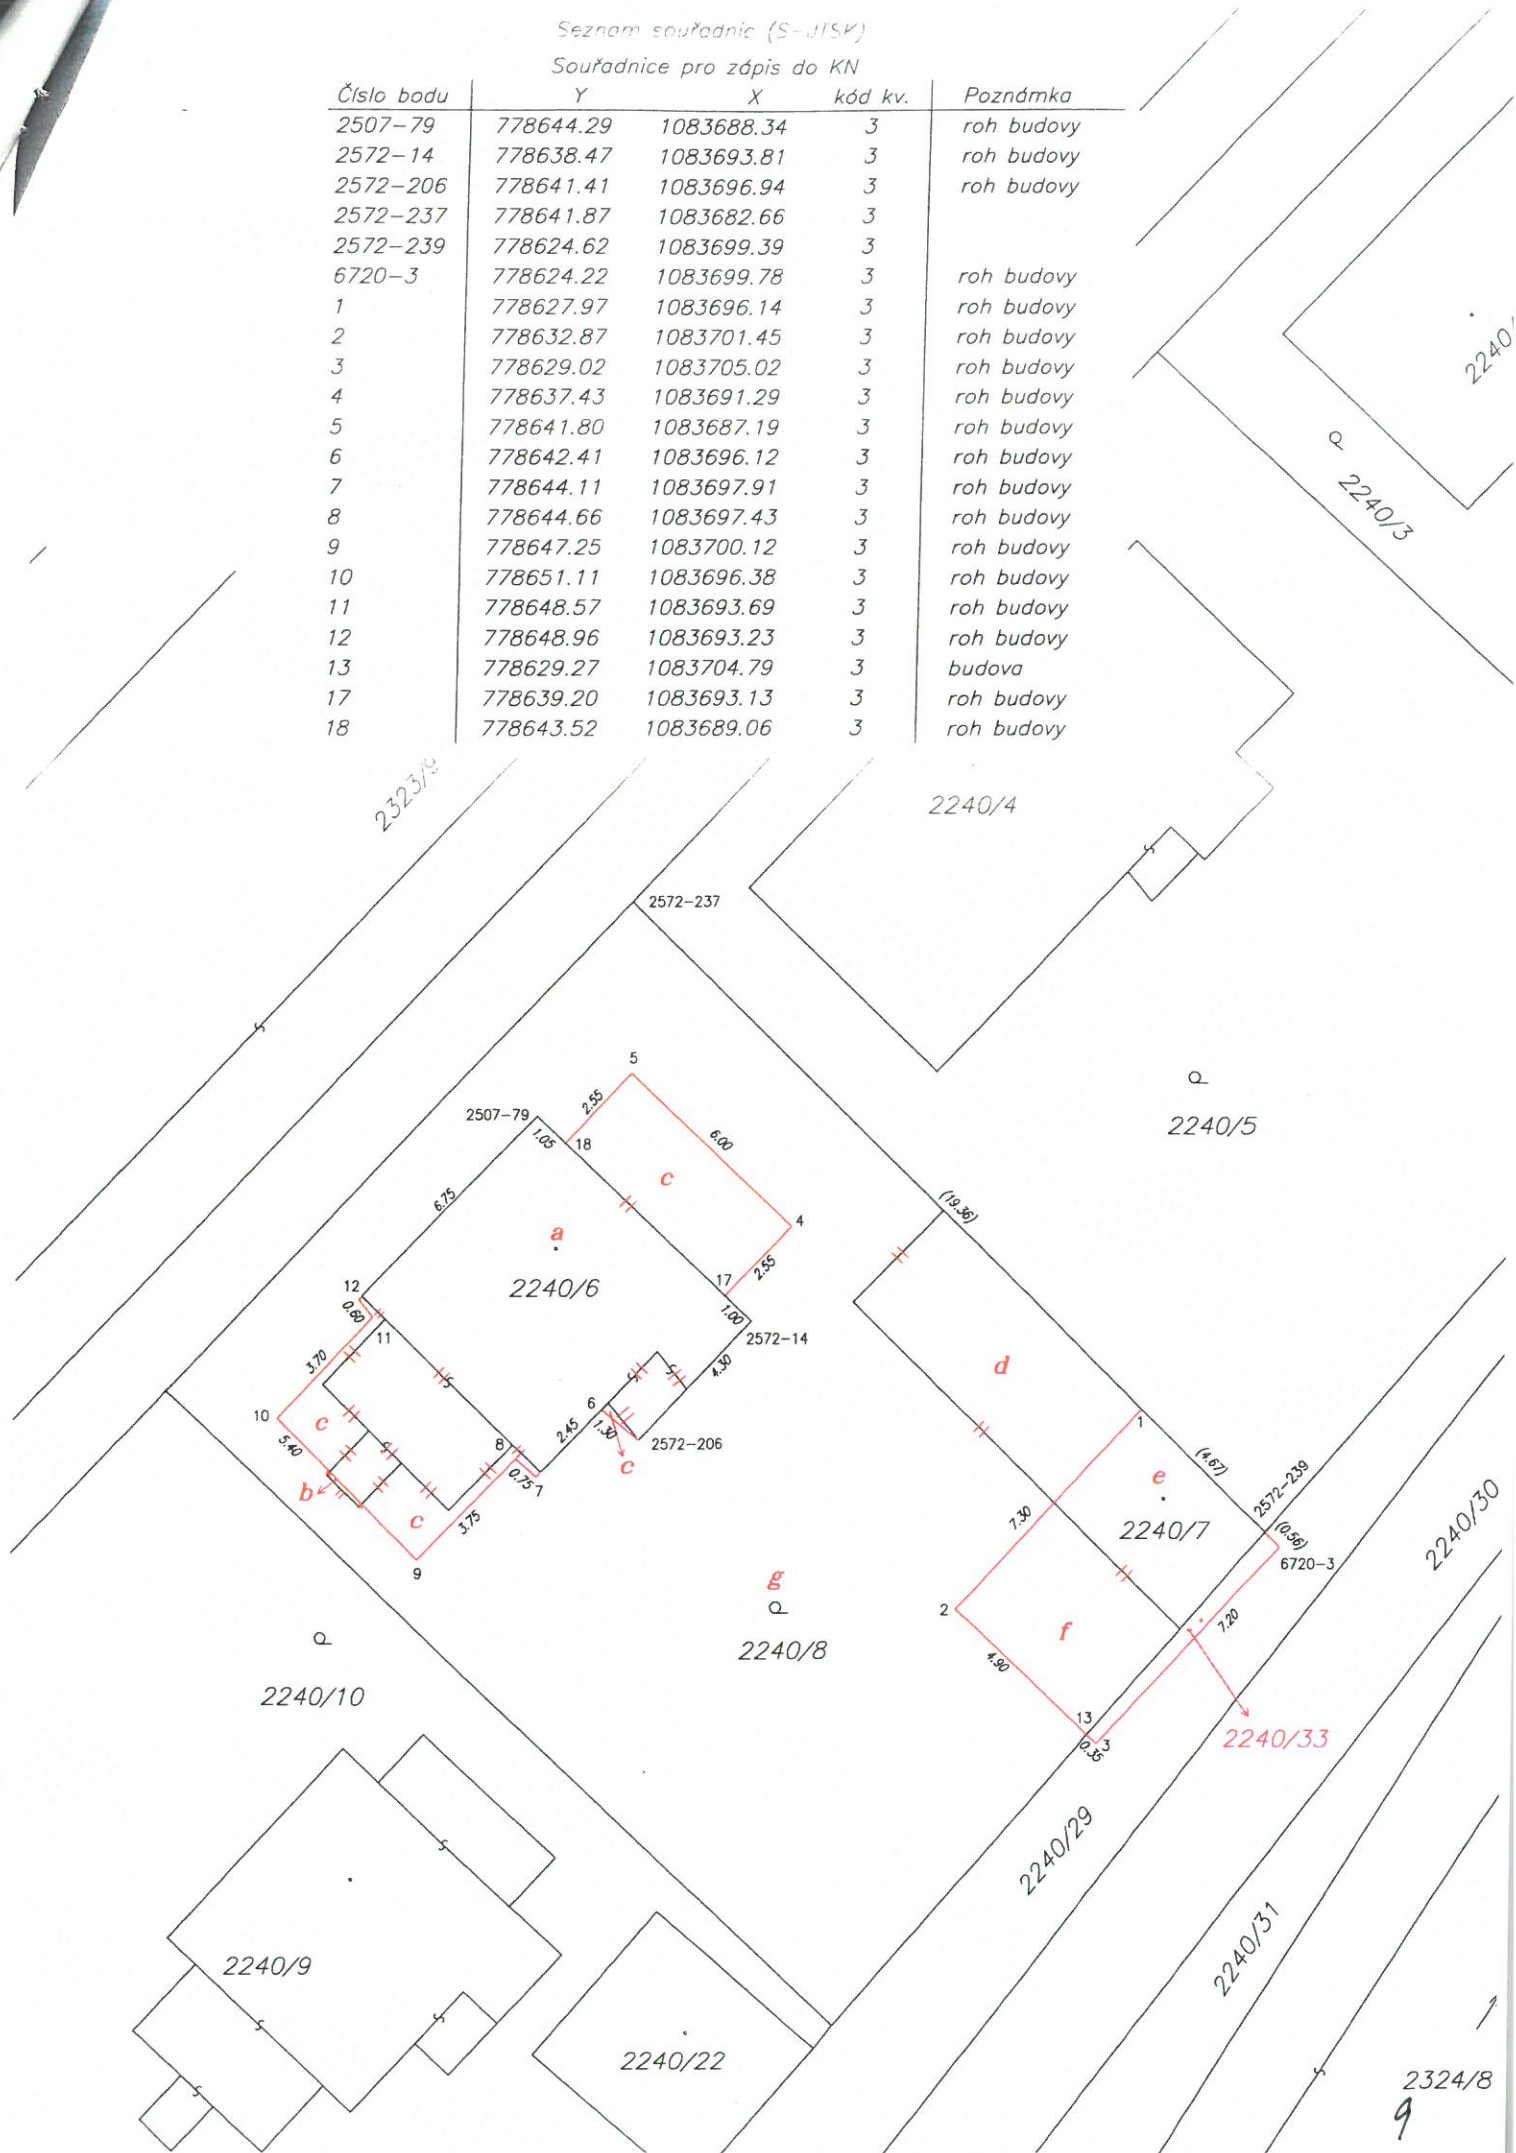 Seznam souřadnic (S-JTSK)
Souřadnice pro zápis do KN
Číslo bodu Y X kód kv. Poznámka
2507-79 778644.29 1083688.34 3 roh budovy
2572-14 778638.47 1083693.81 3 roh budovy
2572-206 778641.41 1083696.94 3 roh budovy
2572-237 778641.87 1083682.66 3
2572-239 778624.62 1083699.39 3
6720-3 778624.22 1083699.78 3 roh budovy
1 778627.97 1083696.14 3 roh budovy
2 778632.87 1083701.45 3 roh budovy
3 778629.02 1083705.02 3 roh budovy
4 778637.43 1083691.29 3 roh budovy
5 778641.80 1083687.19 3 roh budovy
6 778642.41 1083696.12 3 roh budovy
7 778644.11 1083697.91 3 roh budovy
8 778644.66 1083697.43 3 roh budovy
9 778647.25 1083700.12 3 roh budovy
10 778651.11 1083696.38 3 roh budovy
11 778648.57 1083693.69 3 roh budovy
12 778648.96 1083693.23 3 roh budovy
13 778629.27 1083704.79 3 budova
17 778639.20 1083693.13 3 roh budovy
18 778643.52 1083689.06 3 roh budovy
2240/
2240/3
2323/9
2240/4
2572-237
2240/5
5
2507-79
2.55
1.05
18
6.00
c
6.75
a
4
(19.36)
2240/6
17
2.55
12
0.60
1.00
2572-14
11
3.70
4.30
d
10
c
6
1
5.40
8
2.45
1.30
2572-206
c
(4.67)
e
2572-239
b
0.75
7
7.30
2240/7
2240/30
c
3.75
(0.56)
6720-3
9
g
2
f
7.20
2240/8
4.90
2240/10
13
0.35
3
2240/33
2240/29
2240/31
2240/9
2240/22
2324/8
9